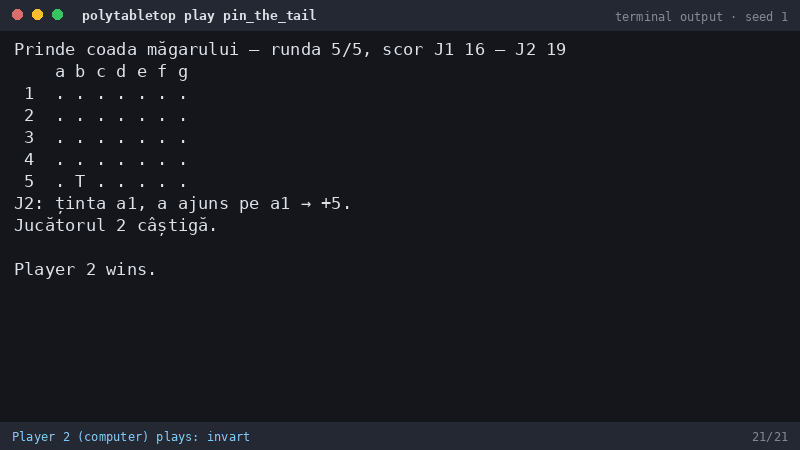 polytabletop play pin_the_tail
terminal output · seed 1
Prinde coada măgarului — runda 5/5, scor J1 16 — J2 19
a b c d e f g
1 . . . . . . .
2 . . . . . . .
3 . . . . . . .
4 . . . . . . .
5 . T . . . . .
J2: ținta a1, a ajuns pe a1 → +5.
Jucătorul 2 câștigă.
Player 2 wins.
Player 2 (computer) plays: invart
21/21